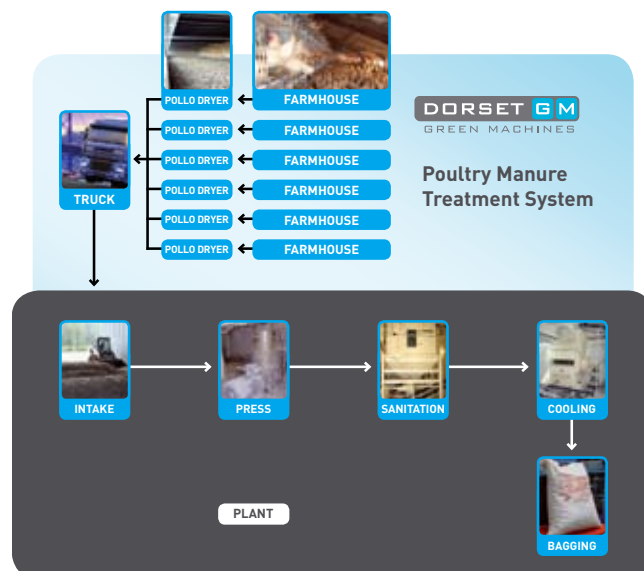 POLLO DRYER
FARMHOUSE
POLLO DRYER
FARMHOUSE
POLLO DRYER
FARMHOUSE
POLLO DRYER
FARMHOUSE
POLLO DRYER
FARMHOUSE
POLLO DRYER
FARMHOUSE
TRUCK
DORSET GM
GREEN MACHINES
Poultry Manure
Treatment System
INTAKE
PRESS
SANITATION
COOLING
PLANT
BAGGING